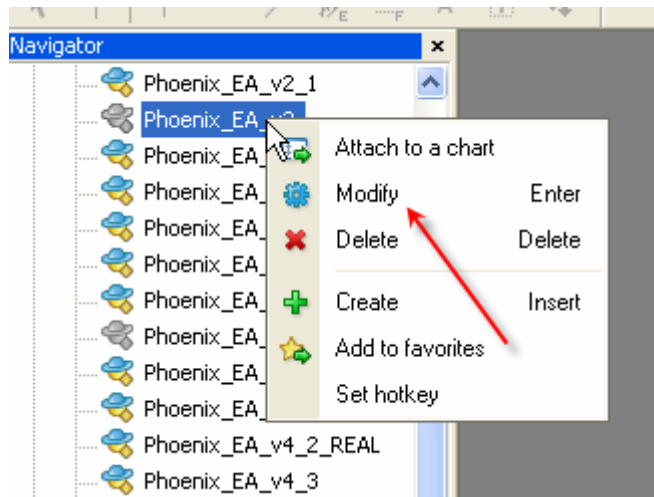 Navigator
Phoenix_EA_v2_1
Phoenix_EA_v3
Phoenix_EA_
Attach to a chart
Phoenix_EA_
Modify Enter
Phoenix_EA_
Delete Delete
Phoenix_EA_
Phoenix_EA_
Create Insert
Phoenix_EA_
Add to favorites
Phoenix_EA_
Set hotkey
Phoenix_EA_
Phoenix_EA_v4_2_REAL
Phoenix_EA_v4_3